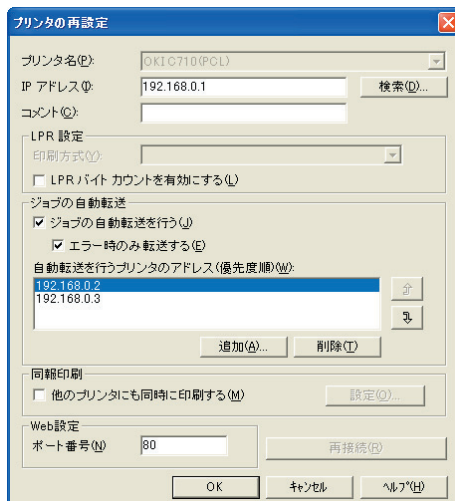 プリンタの再設定
プリンタ名(P): OKI C710(PCL)
IP アドレス(I): 192.168.0.1 検索(D)...
コメント(C):
LPR 設定
印刷方式(Y):
LPR バイト カウントを有効にする(L)
ジョブの自動転送
ジョブの自動転送を行う(J)
エラー時のみ転送する(E)
自動転送を行うプリンタのアドレス(優先度順)(W):
192.168.0.2
192.168.0.3
追加(A)... 削除(T)
同報印刷
他のプリンタにも同時に印刷する(M) 設定(O)...
Web設定
ポート番号(N) 80 再接続(R)
OK キャンセル ヘルプ(H)